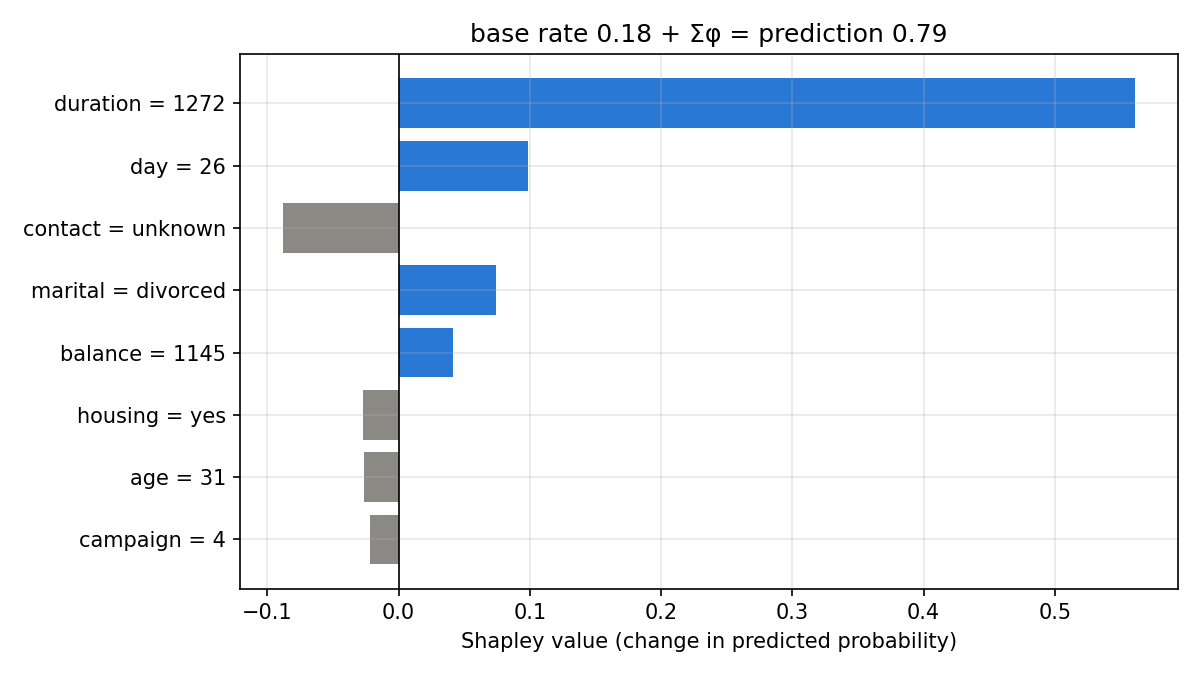 base rate 0.18 + Σφ = prediction 0.79
duration = 1272
day = 26
contact = unknown
marital = divorced
balance = 1145
housing = yes
age = 31
campaign = 4
−0.1 0.0 0.1 0.2 0.3 0.4 0.5
Shapley value (change in predicted probability)